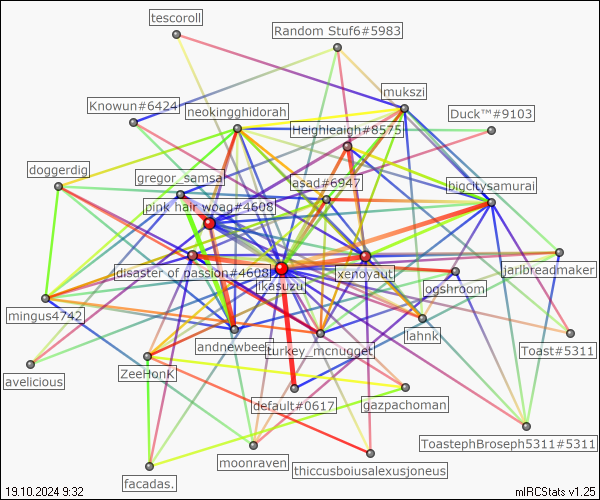 tescoroll
Random Stuf6#5983
mukszi
Knowun#6424
neokingghidorah
Duck™#9103
Heighleaigh#8575
doggerdig
gregor_samsa
asad#6947
bigcitysamurai
pink hair woag#4608
disaster of passion#4608
ikasuzu
xenoyaut
ogshroom
jarlbreadmaker
mingus4742
andnewbees
turkey_mcnugget
lahnk
Toast#5311
avelicious
ZeeHonk
default#0617
gazpachoman
ToastephBroseph5311#5311
moonraven
thiccusboiusalexusjoneus
facadas.
19.10.2024 9:32
mIRCStats v1.25